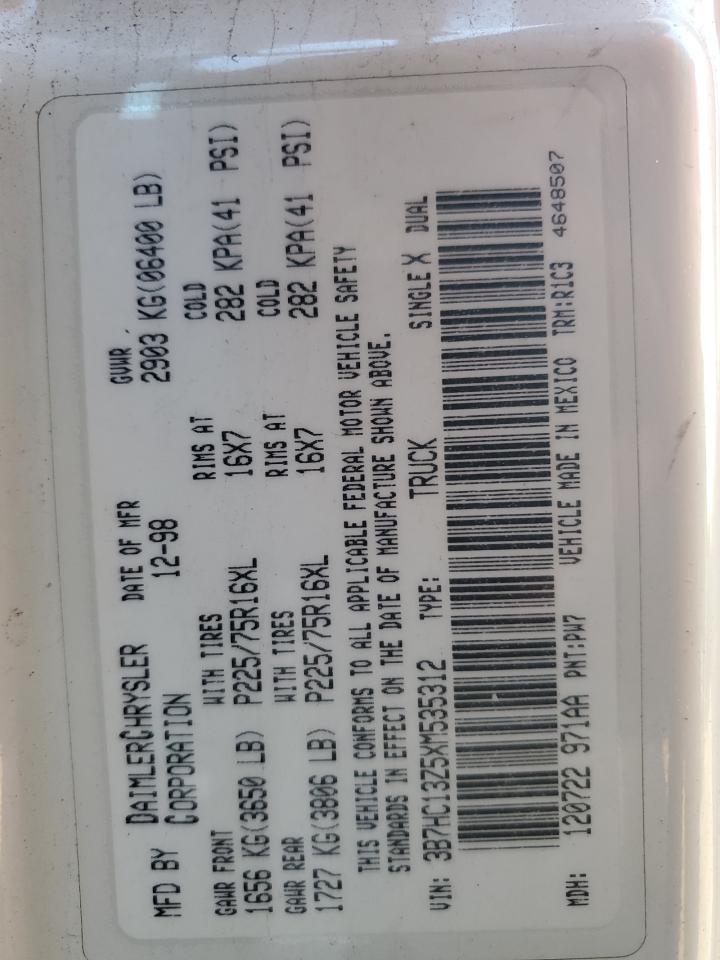 MFD BY DAIMLERCHRYSLER DATE OF MFR GVWR
CORPORATION 12-98 2903 KG(06400 LB)
GAWR FRONT WITH TIRES RIMS AT COLD
1656 KG(3650 LB) P225/75R16XL 16X7 282 KPA(41 PSI)
GAWR REAR WITH TIRES RIMS AT COLD
1727 KG(3806 LB) P225/75R16XL 16X7 282 KPA(41 PSI)
THIS VEHICLE CONFORMS TO ALL APPLICABLE FEDERAL MOTOR VEHICLE SAFETY
STANDARDS IN EFFECT ON THE DATE OF MANUFACTURE SHOWN ABOVE.
VIN: 3B7HC13Z5XM535312 TYPE: TRUCK SINGLE X DUAL
MDH: 120722 971AA PNT:PW7 VEHICLE MADE IN MEXICO TRM:R1C3 4648507